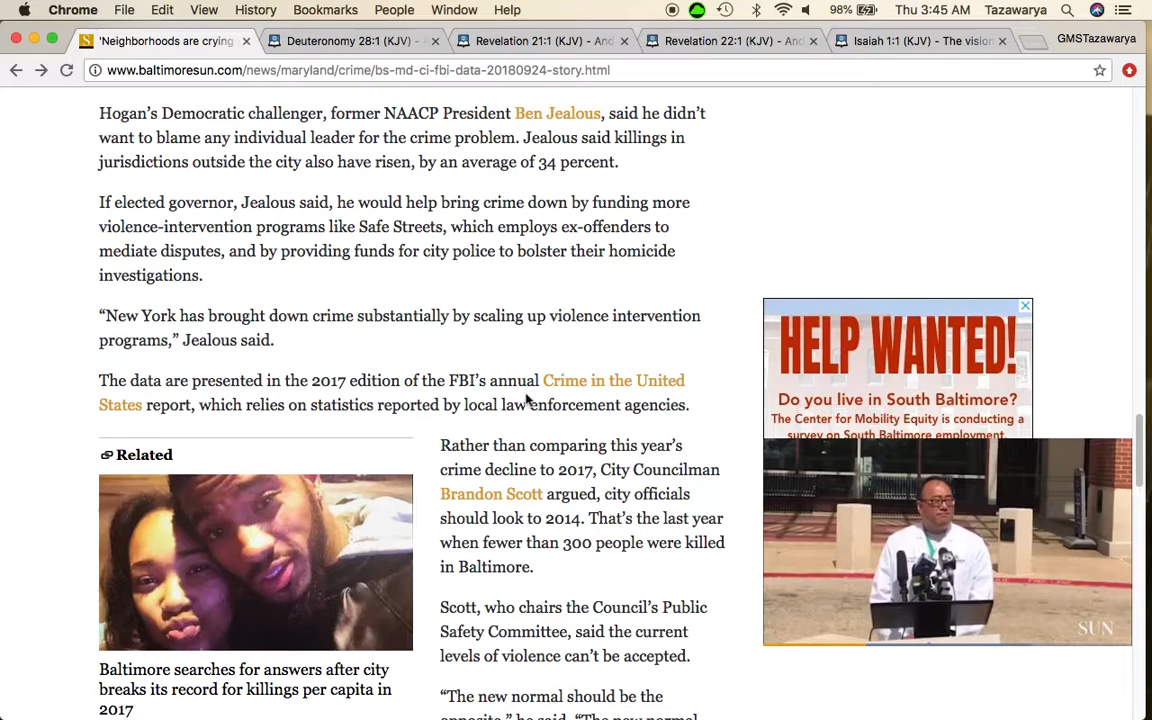 Chrome File Edit View History Bookmarks People Window Help 98% Thu 3:45 AM Tazawarya
'Neighborhoods are crying Deuteronomy 28:1 (KJV) - A Revelation 21:1 (KJV) - And Revelation 22:1 (KJV) - And Isaiah 1:1 (KJV) - The vision GMSTazawarya
www.baltimoresun.com/news/maryland/crime/bs-md-ci-fbi-data-20180924-story.html
Hogan's Democratic challenger, former NAACP President Ben Jealous, said he didn't
want to blame any individual leader for the crime problem. Jealous said killings in
jurisdictions outside the city also have risen, by an average of 34 percent.
If elected governor, Jealous said, he would help bring crime down by funding more
violence-intervention programs like Safe Streets, which employs ex-offenders to
mediate disputes, and by providing funds for city police to bolster their homicide
investigations.
“New York has brought down crime substantially by scaling up violence intervention
programs,” Jealous said.
The data are presented in the 2017 edition of the FBI's annual Crime in the United
States report, which relies on statistics reported by local law enforcement agencies.
Related
Baltimore searches for answers after city
breaks its record for killings per capita in
2017
Rather than comparing this year's
crime decline to 2017, City Councilman
Brandon Scott argued, city officials
should look to 2014. That's the last year
when fewer than 300 people were killed
in Baltimore.
Scott, who chairs the Council's Public
Safety Committee, said the current
levels of violence can't be accepted.
“The new normal should be the
opposite,” he said. “The new normal
HELP WANTED!
Do you live in South Baltimore?
The Center for Mobility Equity is conducting a
survey on South Baltimore employment.
SUN